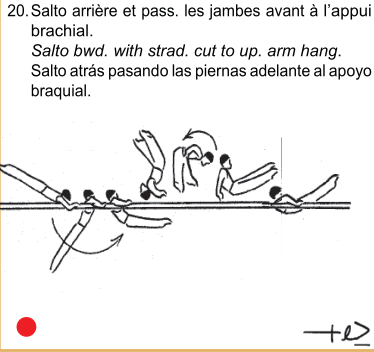 20. Salto arrière et pass. les jambes avant à l'appui
brachial.
Salto bwd. with strad. cut to up. arm hang.
Salto atrás pasando las piernas adelante al apoyo
braquial.